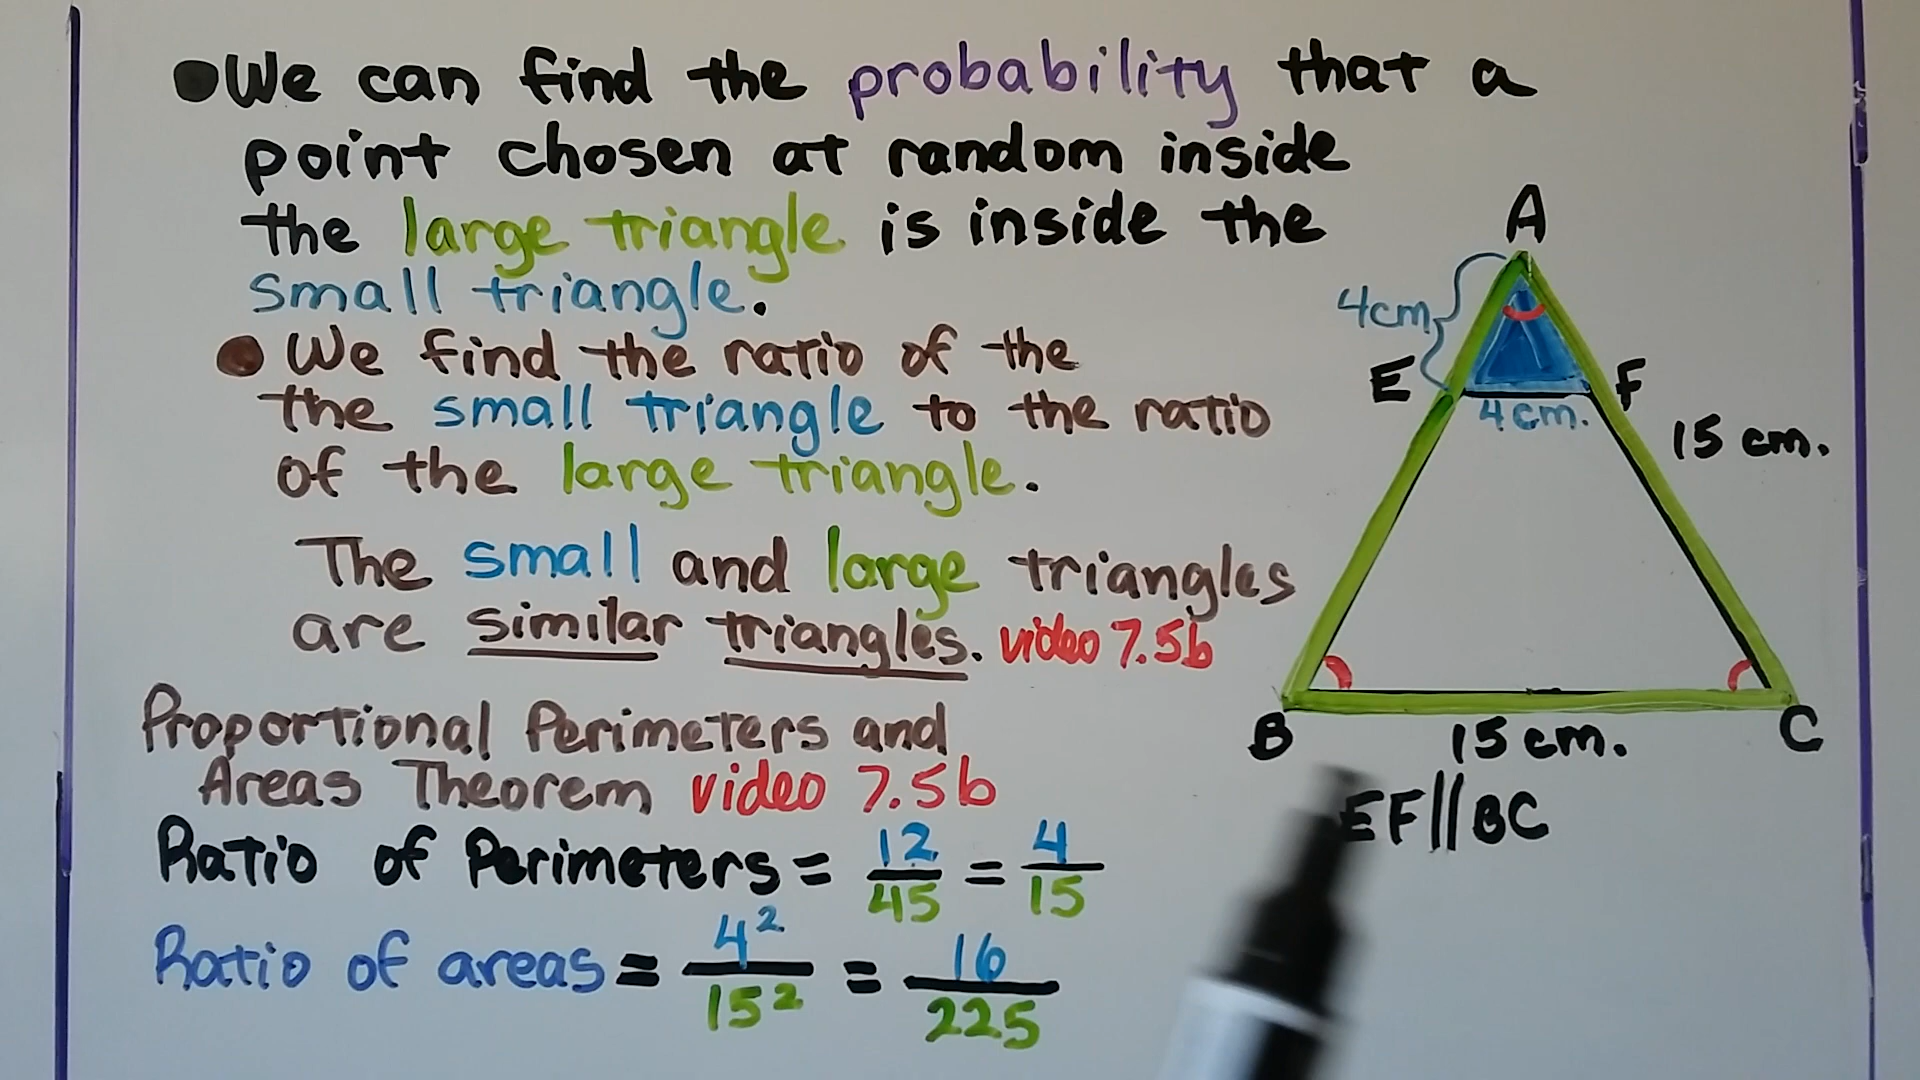 We can find the probability that a
point chosen at random inside
the large triangle is inside the
small triangle.
We find the ratio of the
the small triangle to the ratio
of the large triangle.
The small and large triangles
are similar triangles. video 7.5b
Proportional Perimeters and
Areas Theorem video 7.5b
Ratio of Perimeters = 12/45 = 4/15
Ratio of areas = 4²/15² = 16/225
A
4cm
E
F
4cm.
15 cm.
B
15 cm.
C
EF||BC